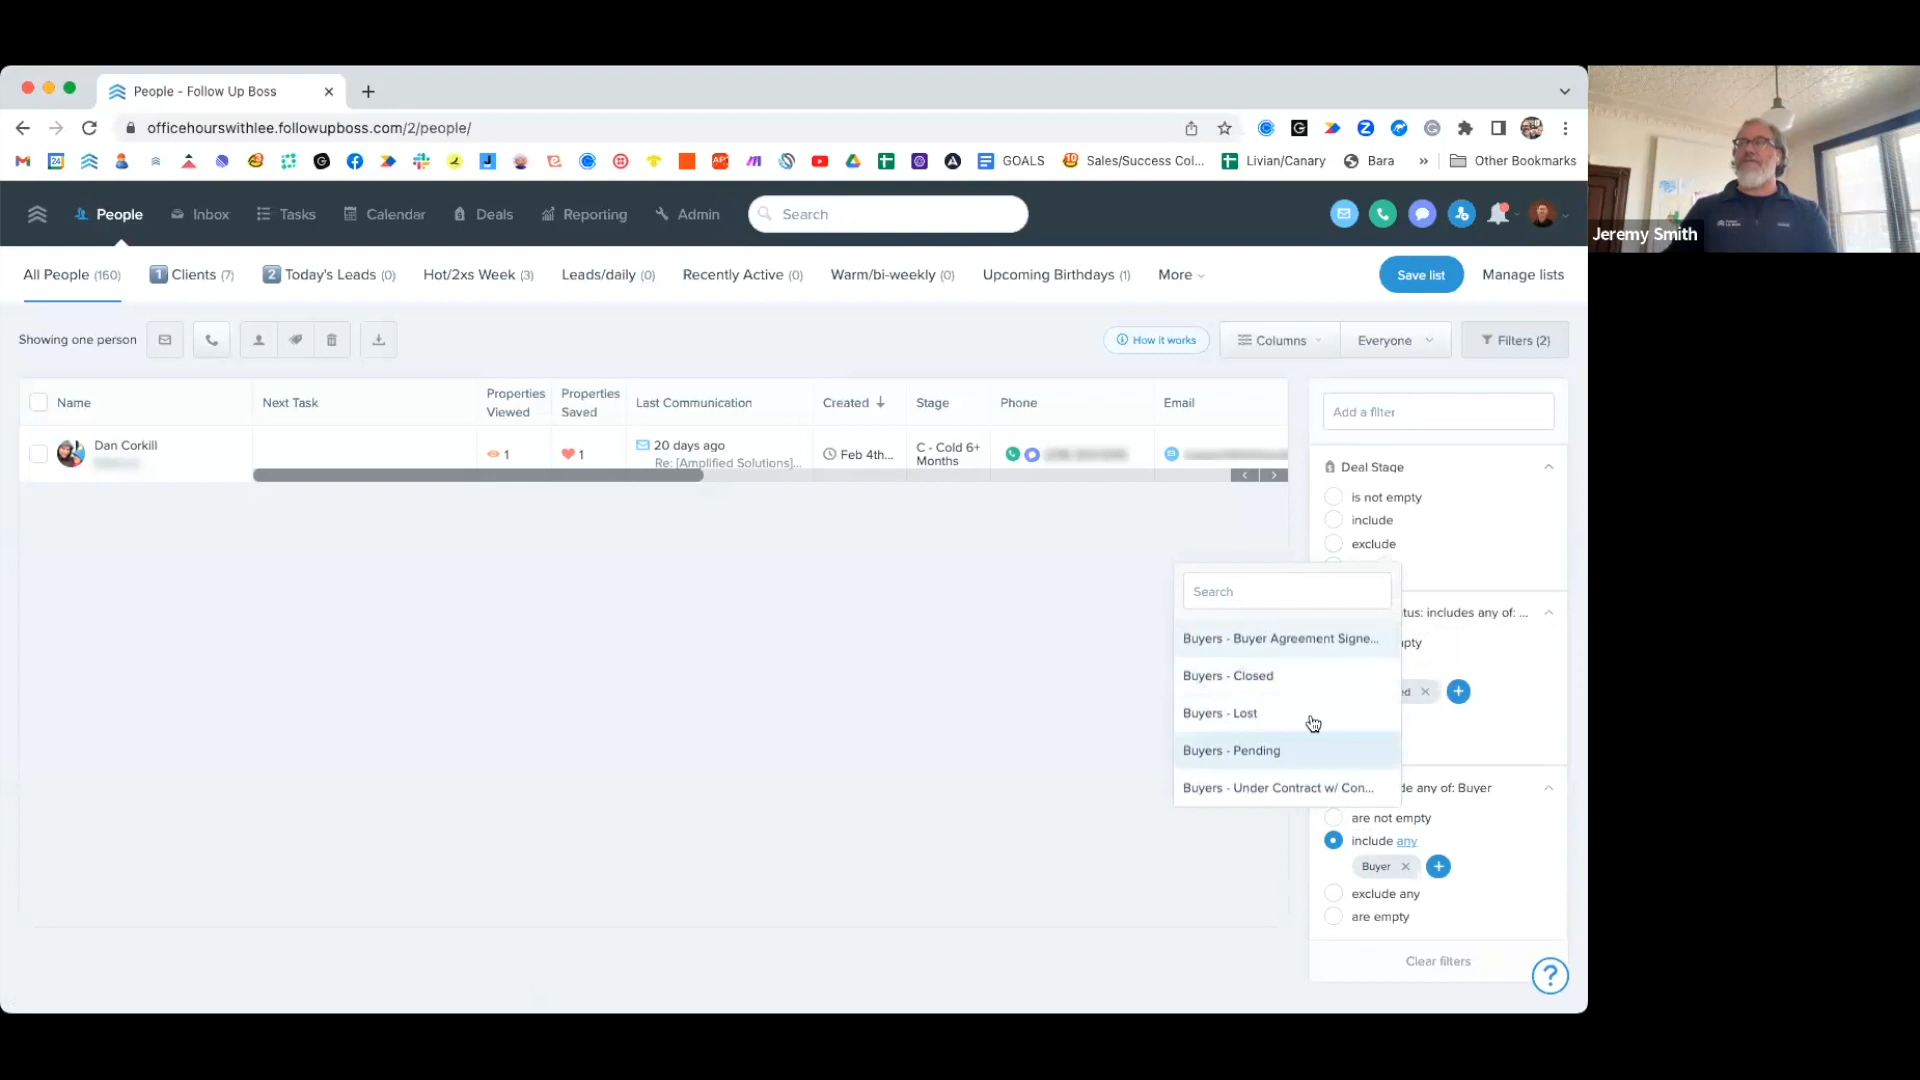 People - Follow Up Boss
officehourswithlee.followupboss.com/2/people/
GOALS
Sales/Success Col...
Livian/Canary
Bara
»
Other Bookmarks
People
Inbox
Tasks
Calendar
Deals
Reporting
Admin
Search
Jeremy Smith
All People (160)
1 Clients (7)
2 Today's Leads (0)
Hot/2xs Week (3)
Leads/daily (0)
Recently Active (0)
Warm/bi-weekly (0)
Upcoming Birthdays (1)
More
Save list
Manage lists
Showing one person
How it works
Columns
Everyone
Filters (2)
Name
Next Task
Properties Viewed
Properties Saved
Last Communication
Created
Stage
Phone
Email
Dan Corkill
1
1
20 days ago
Re: [Amplified Solutions]...
Feb 4th...
C - Cold 6+
Months
Add a filter
Deal Stage
is not empty
include
exclude
Search
Buyers - Buyer Agreement Signe...
Buyers - Closed
Buyers - Lost
Buyers - Pending
Buyers - Under Contract w/ Con...
tus: includes any of: ...
pty
ed
de any of: Buyer
are not empty
include any
Buyer
exclude any
are empty
Clear filters
?